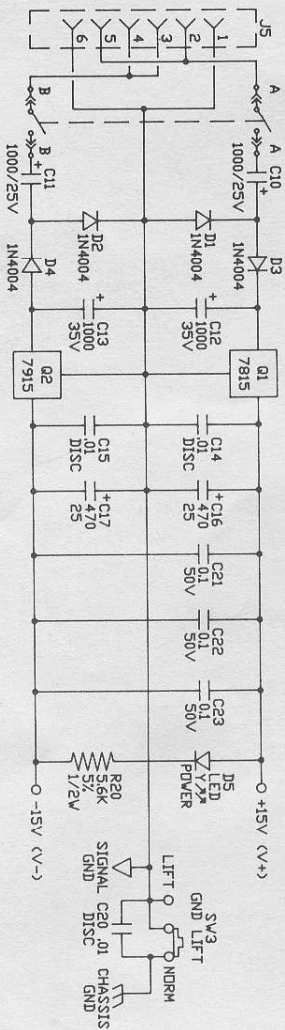 J5
1
2
3
4
5
6
A
A
B
B
C10
1000/25V
+
C11
1000/25V
+
D3
1N4004
D1
1N4004
D2
1N4004
D4
1N4004
+
C12
1000
35V
+
C13
1000
35V
Q1
7815
Q2
7915
C14
.01
DISC
C15
.01
DISC
+
C16
470
25
+
C17
470
25
C21
0.1
50V
C22
0.1
50V
C23
0.1
50V
D5
LED
Y
POWER
R20
5.6K
5%
1/2W
+15V (V+)
-15V (V-)
SW3
GND LIFT
LIFT
NORM
C20 .01
DISC
SIGNAL
GND
CHASSIS
GND